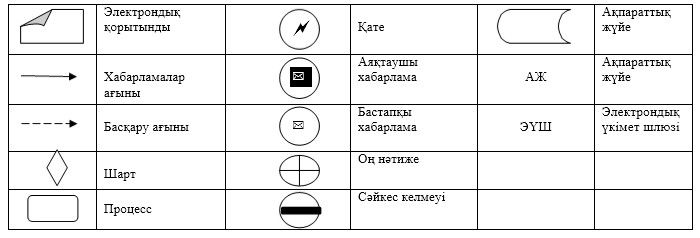 Электрондық
қорытынды
Қате
Ақпараттық
жүйе
Хабарламалар
ағыны
Аяқтаушы
хабарлама
АЖ
Ақпараттық
жүйе
Басқару ағыны
Бастапқы
хабарлама
ЭҮШ
Электрондық
үкімет шлюзі
Шарт
Оң нәтиже
Процесс
Сәйкес келмеуі